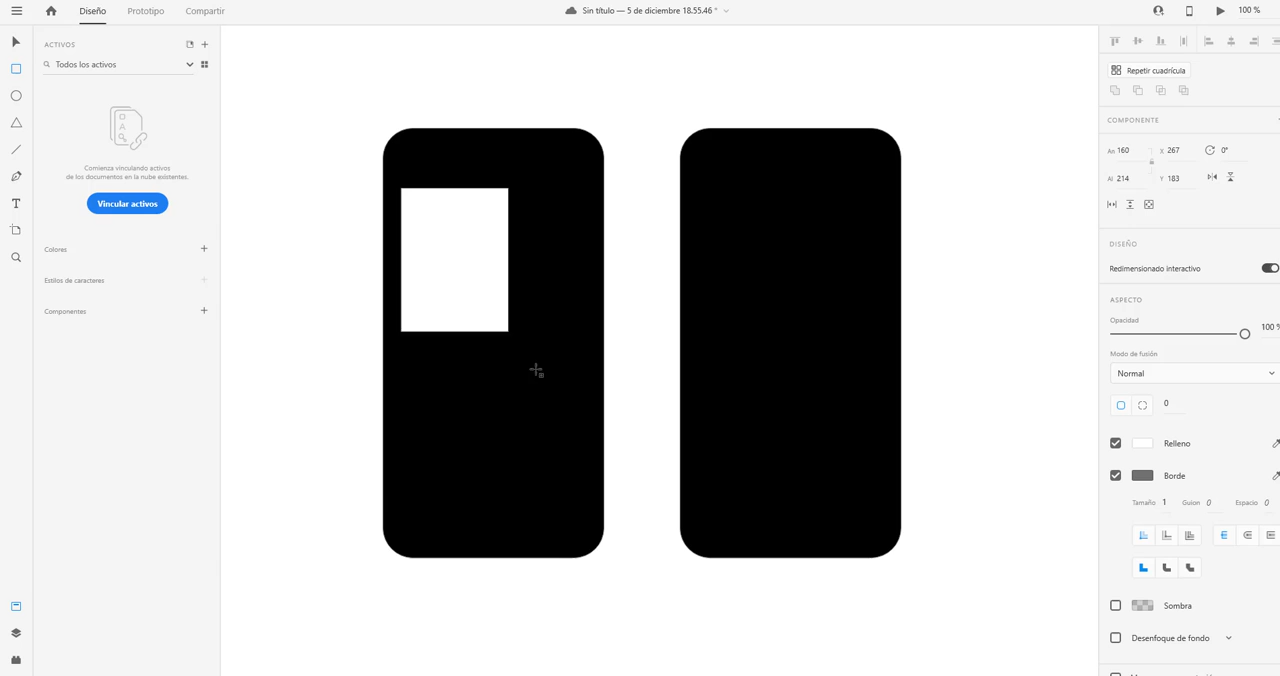 Diseño
Prototipo
Compartir
Sin título — 5 de diciembre 18.55.46 *
100 %
ACTIVOS
Todos los activos
D
A
Comienza vinculando activos
de los documentos en la nube existentes.
Vincular activos
Colores
Estilos de caracteres
Componentes
Repetir cuadrícula
COMPONENTE
An 160
X 267
0°
Al 214
Y 183
DISEÑO
Redimensionado interactivo
ASPECTO
Opacidad
100 %
Modo de fusión
Normal
0
Relleno
Borde
Tamaño 1
Guion 0
Espacio 0
Sombra
Desenfoque de fondo